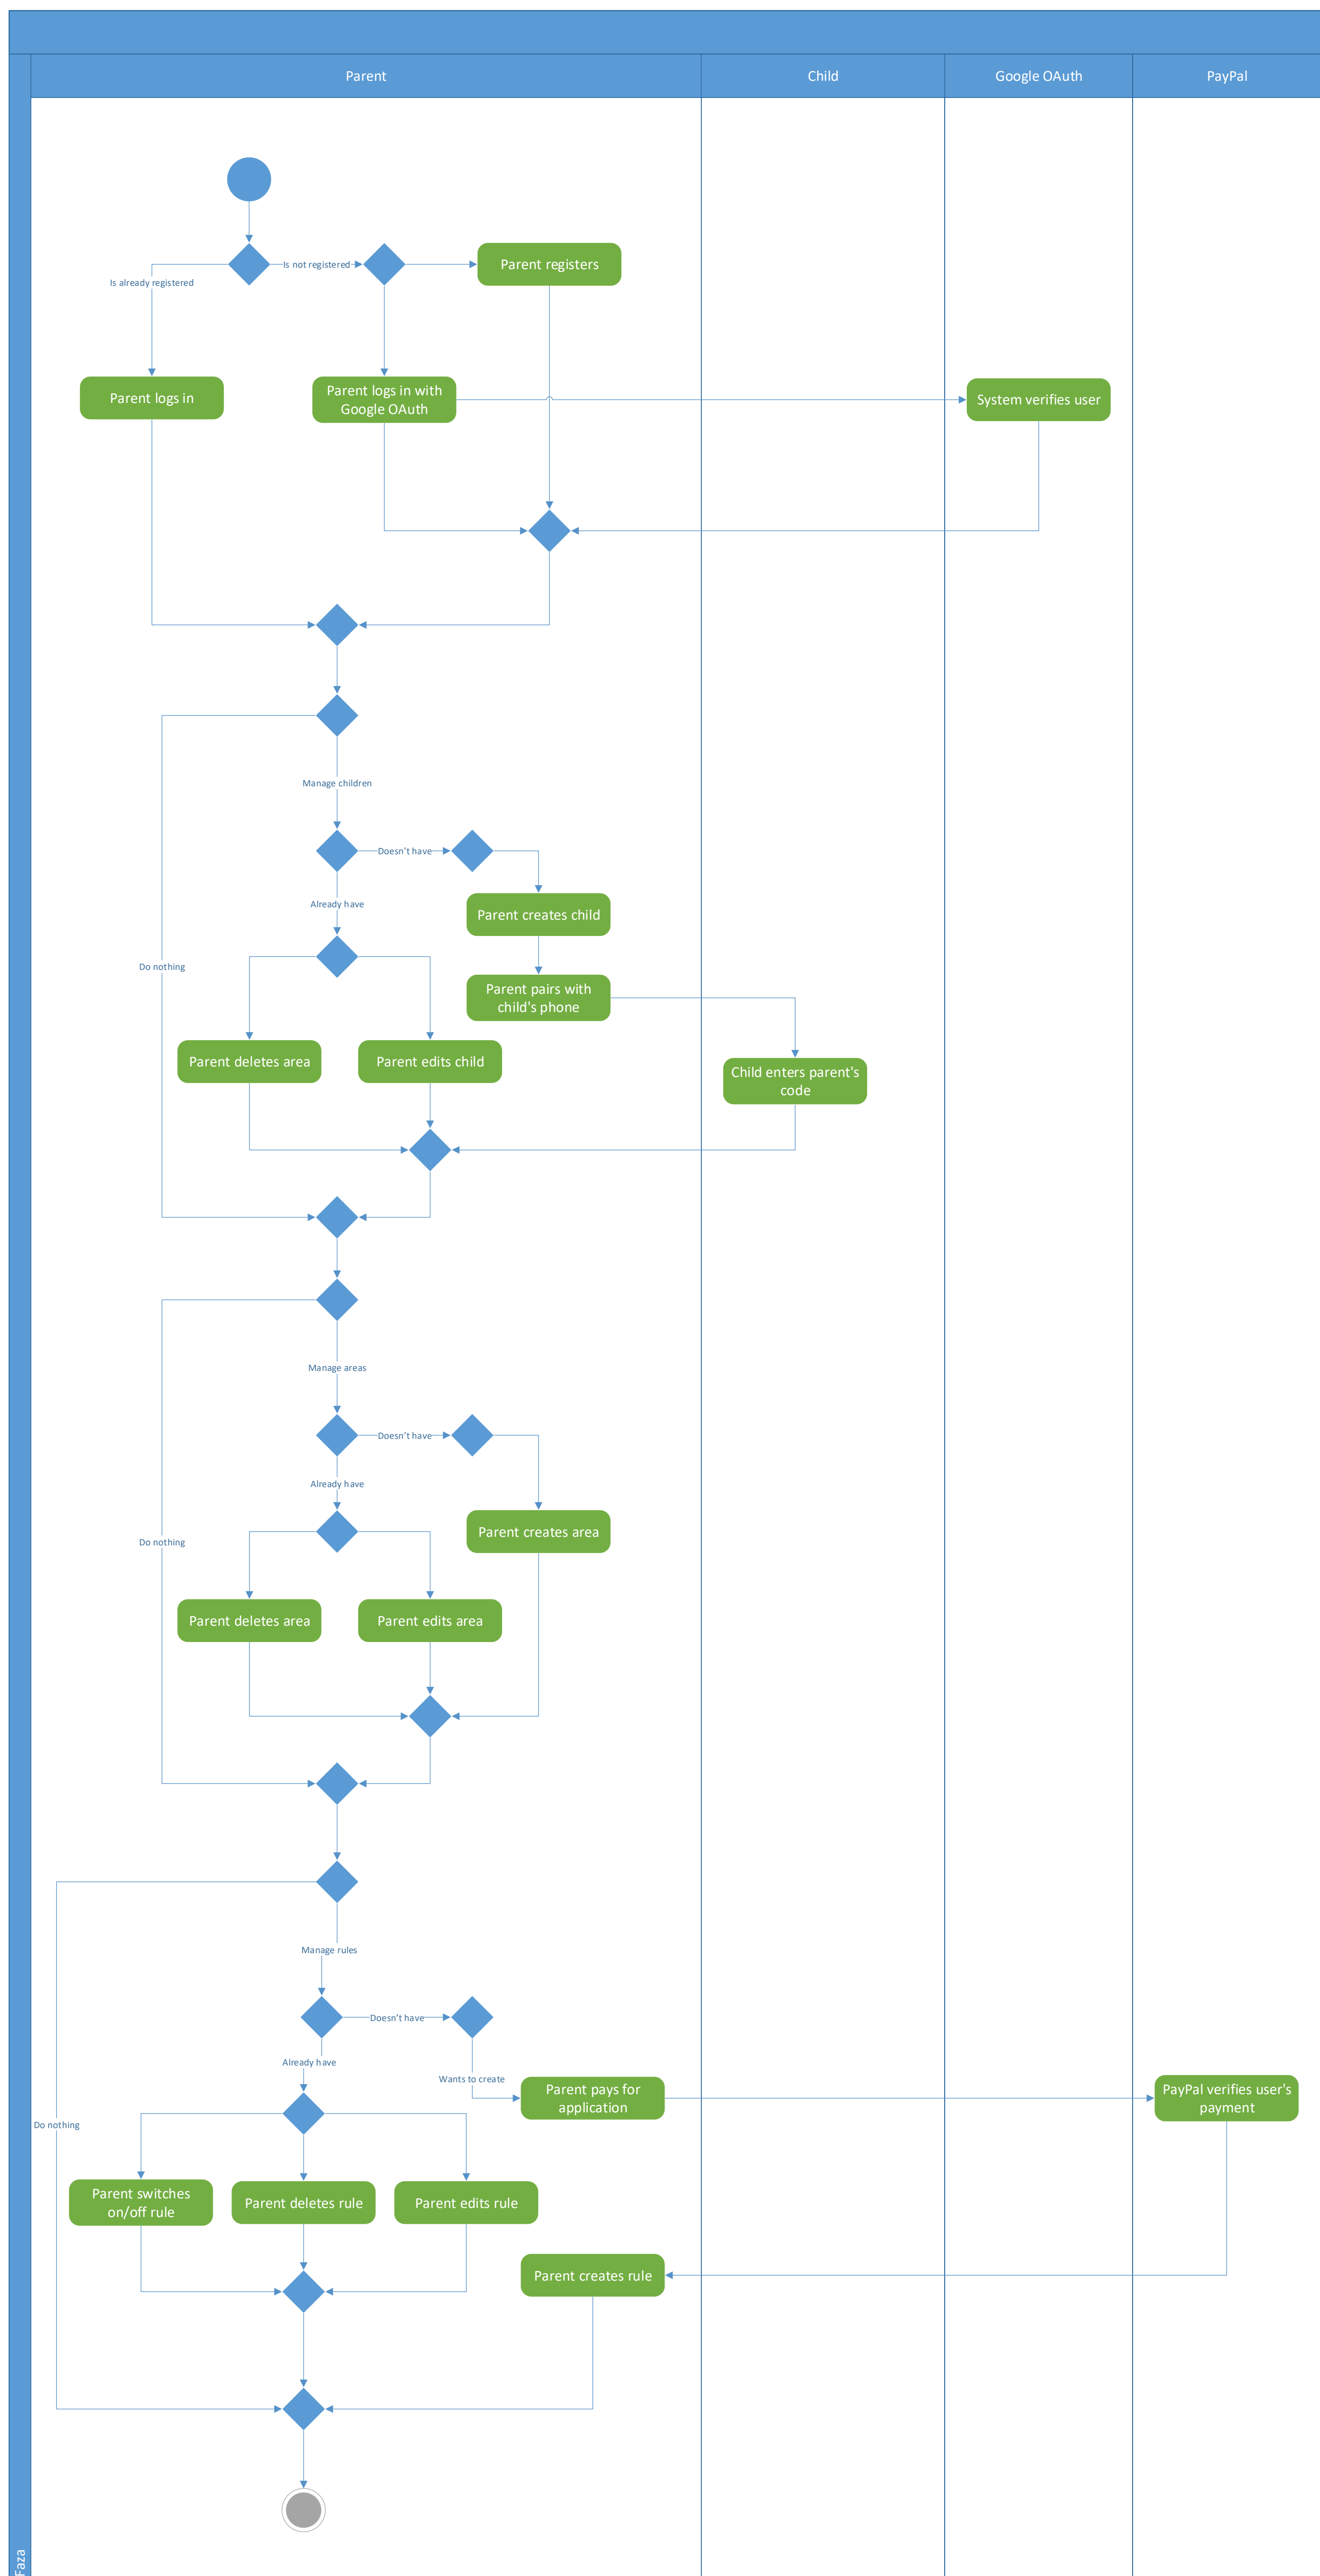 Parent
Child
Google OAuth
PayPal
Is not registered
Parent registers
Is already registered
Parent logs in
Parent logs in with
Google OAuth
System verifies user
Manage children
Doesn't have
Already have
Parent creates child
Do nothing
Parent pairs with
child's phone
Parent deletes area
Parent edits child
Child enters parent's
code
Manage areas
Doesn't have
Already have
Parent creates area
Do nothing
Parent deletes area
Parent edits area
Manage rules
Doesn't have
Already have
Wants to create
Parent pays for
application
PayPal verifies user's
payment
Do nothing
Parent switches
on/off rule
Parent deletes rule
Parent edits rule
Parent creates rule
Faza